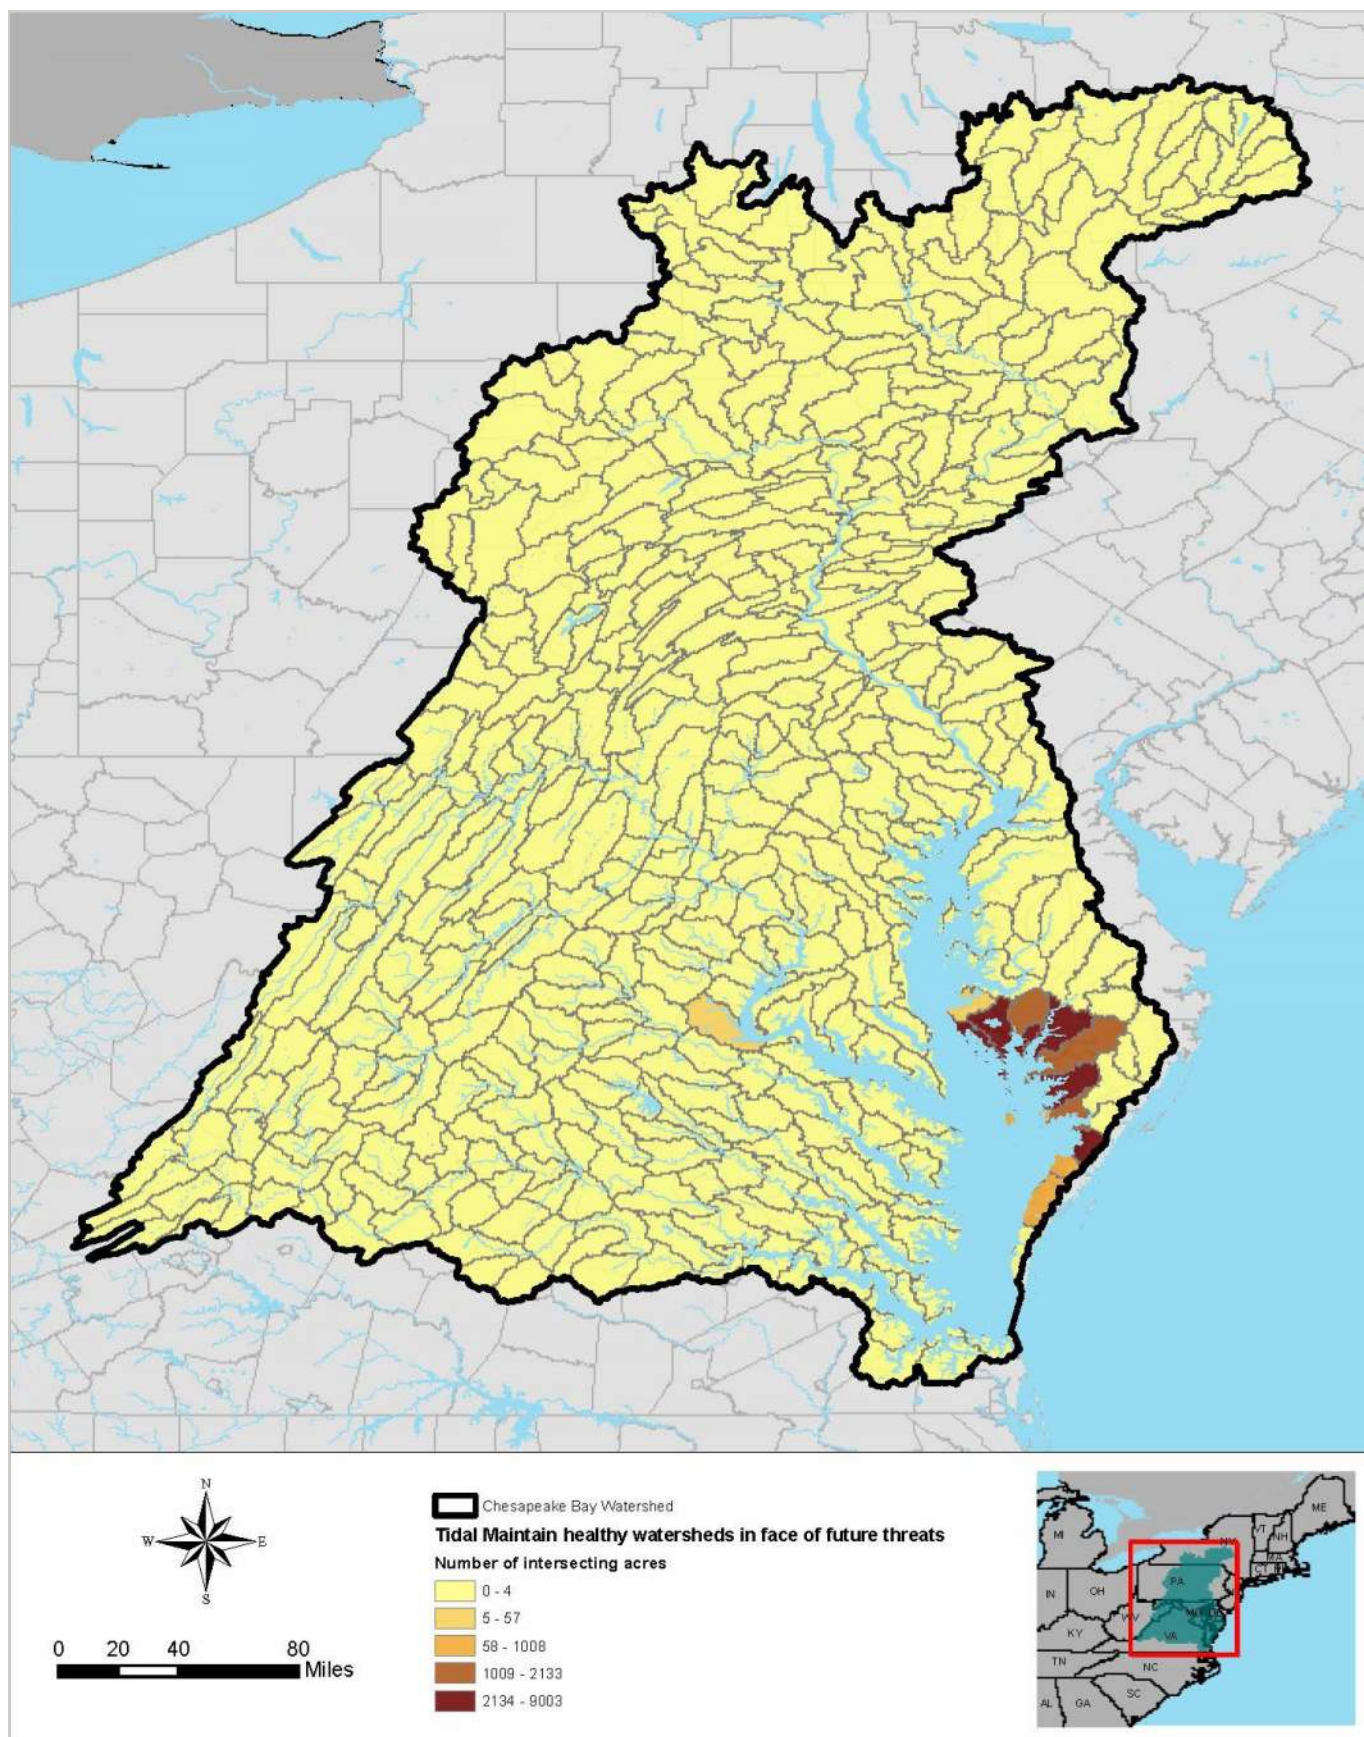 N
W
E
S
0 20 40 80
Miles
Chesapeake Bay Watershed
Tidal Maintain healthy watersheds in face of future threats
Number of intersecting acres
0 - 4
5 - 57
58 - 1008
1009 - 2133
2134 - 9003
ME
VT
NH
MI
NY
MA
CT
PA
IN
OH
MD
DE
WV
KY
VA
TN
NC
SC
AL
GA